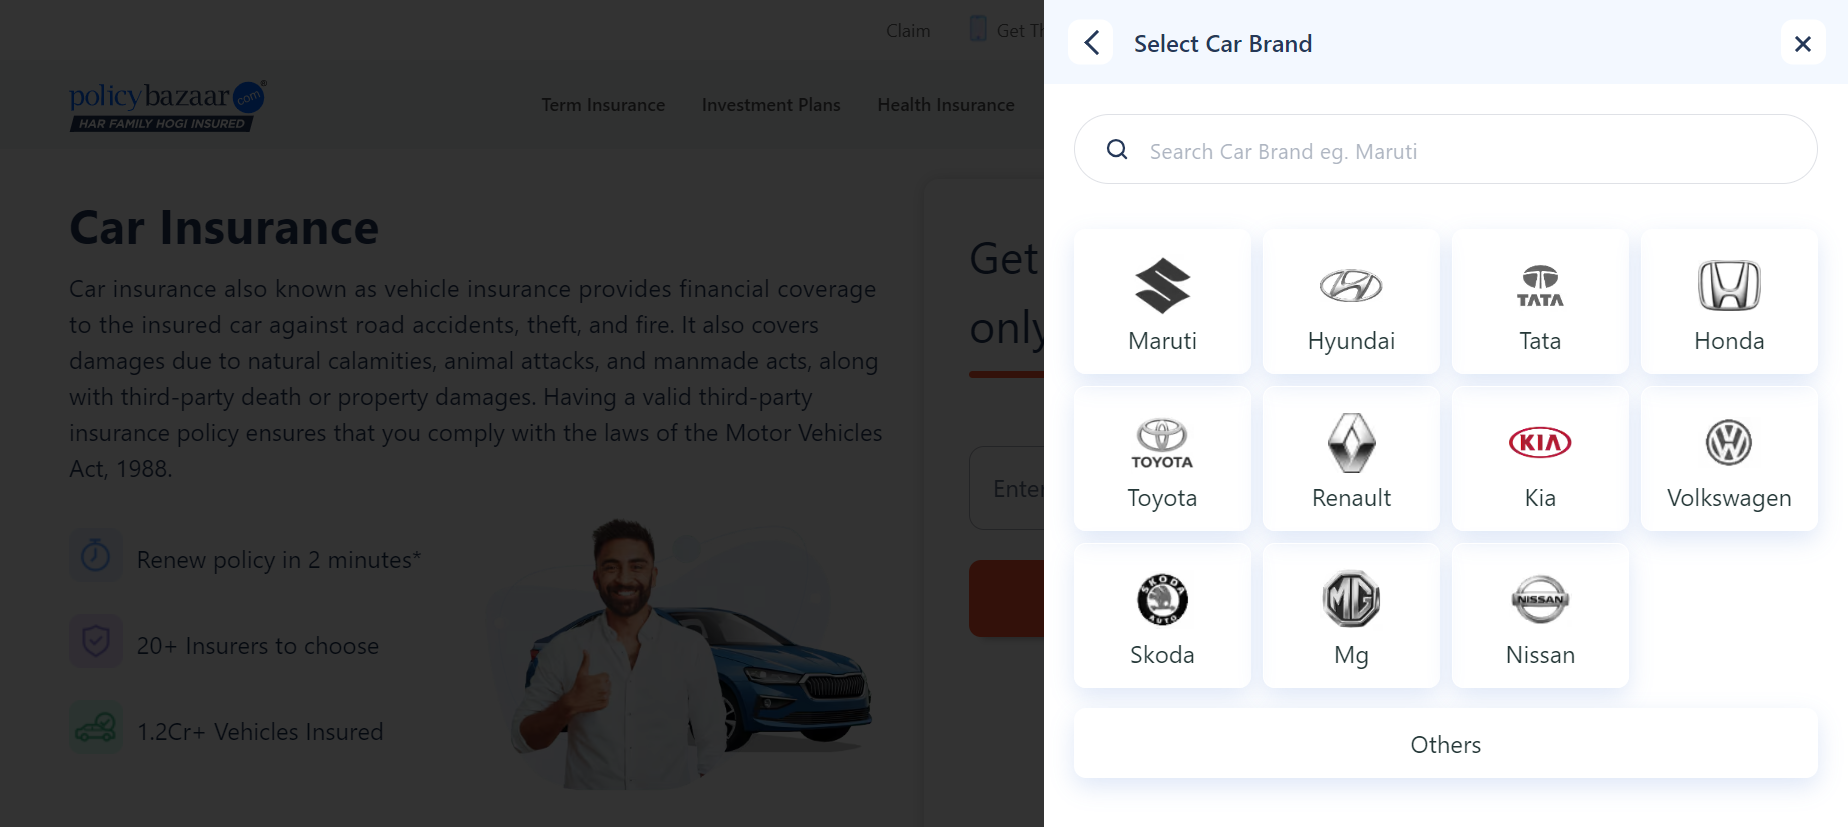 Claim
Get Th
policybazaar.com®
HAR FAMILY HOGI INSURED
Term Insurance
Investment Plans
Health Insurance
Car Insurance
Car insurance also known as vehicle insurance provides financial coverage
to the insured car against road accidents, theft, and fire. It also covers
damages due to natural calamities, animal attacks, and manmade acts, along
with third-party death or property damages. Having a valid third-party
insurance policy ensures that you comply with the laws of the Motor Vehicles
Act, 1988.
Renew policy in 2 minutes*
20+ Insurers to choose
1.2Cr+ Vehicles Insured
Get
only
Enter
Select Car Brand
Search Car Brand eg. Maruti
Maruti
Hyundai
TATA
Tata
Honda
TOYOTA
Toyota
Renault
KIA
Kia
Volkswagen
SKODA
AUTO
Skoda
MG
Mg
NISSAN
Nissan
Others